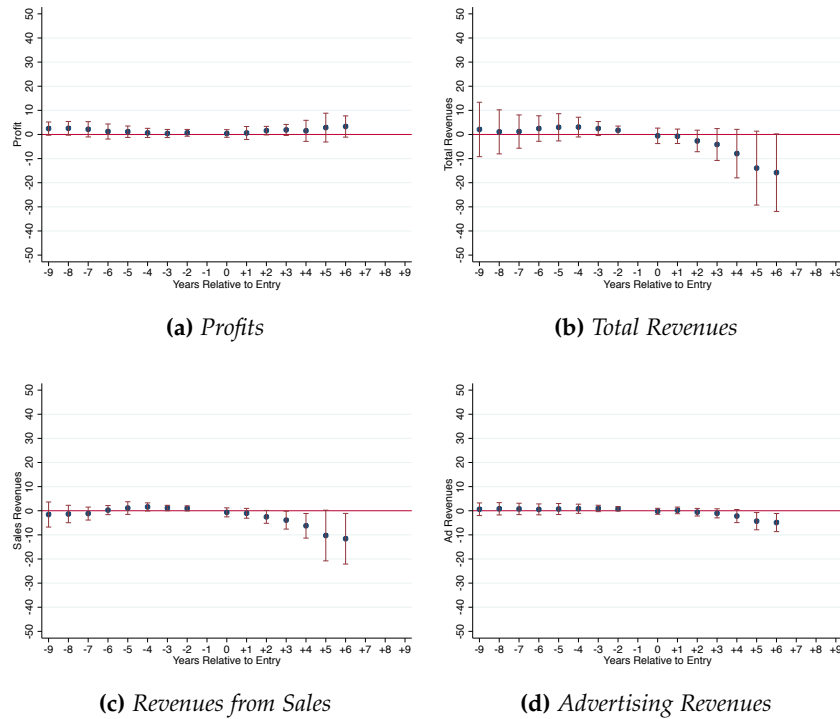 50
40
30
20
10
0
-10
-20
-30
-40
-50
Profit
-9 -8 -7 -6 -5 -4 -3 -2 -1 0 +1 +2 +3 +4 +5 +6 +7 +8 +9
Years Relative to Entry
(a) Profits
50
40
30
20
10
0
-10
-20
-30
-40
-50
Total Revenues
-9 -8 -7 -6 -5 -4 -3 -2 -1 0 +1 +2 +3 +4 +5 +6 +7 +8 +9
Years Relative to Entry
(b) Total Revenues
50
40
30
20
10
0
-10
-20
-30
-40
-50
Sales Revenues
-9 -8 -7 -6 -5 -4 -3 -2 -1 0 +1 +2 +3 +4 +5 +6 +7 +8 +9
Years Relative to Entry
(c) Revenues from Sales
50
40
30
20
10
0
-10
-20
-30
-40
-50
Ad Revenues
-9 -8 -7 -6 -5 -4 -3 -2 -1 0 +1 +2 +3 +4 +5 +6 +7 +8 +9
Years Relative to Entry
(d) Advertising Revenues